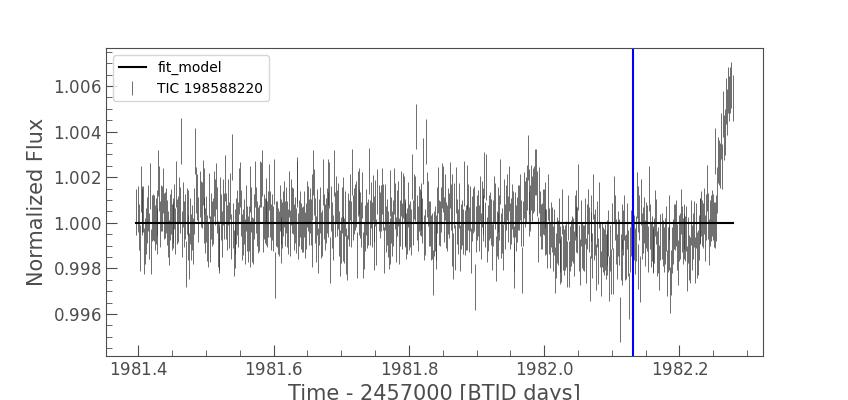 fit_model
TIC 198588220
1.006
1.004
1.002
1.000
0.998
0.996
Normalized Flux
1981.4 1981.6 1981.8 1982.0 1982.2
Time - 2457000 [BTJD days]